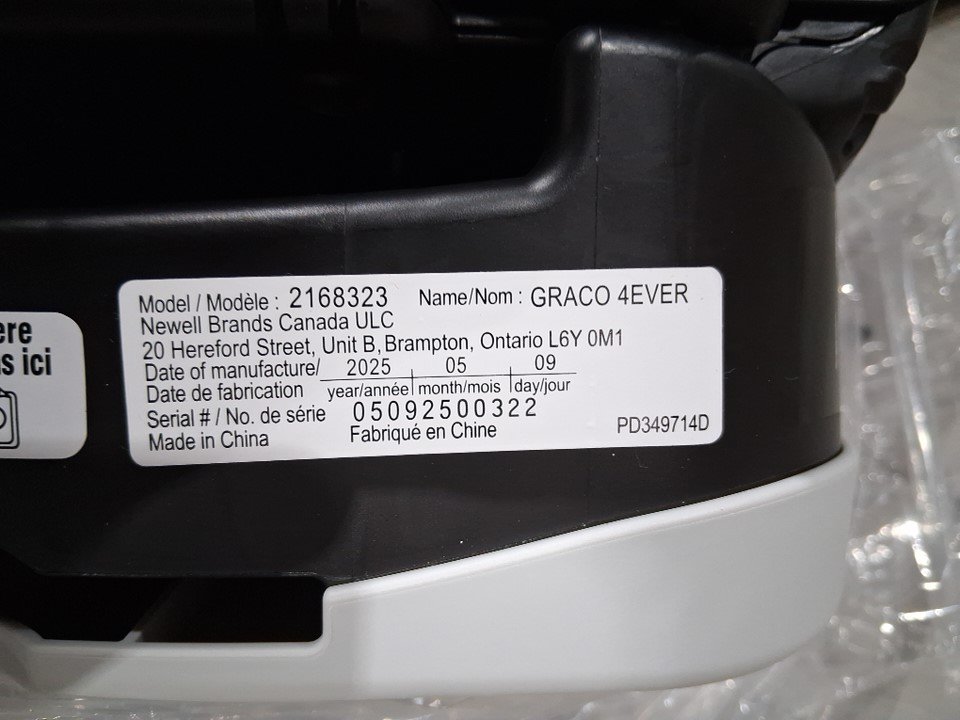 Model / Modèle : 2168323 Name/Nom : GRACO 4EVER
Newell Brands Canada ULC
20 Hereford Street, Unit B, Brampton, Ontario L6Y 0M1
Date of manufacture/ 2025 05 09
Date de fabrication year/année month/mois day/jour
Serial # / No. de série 05092500322
Made in China Fabriqué en Chine PD349714D
ici